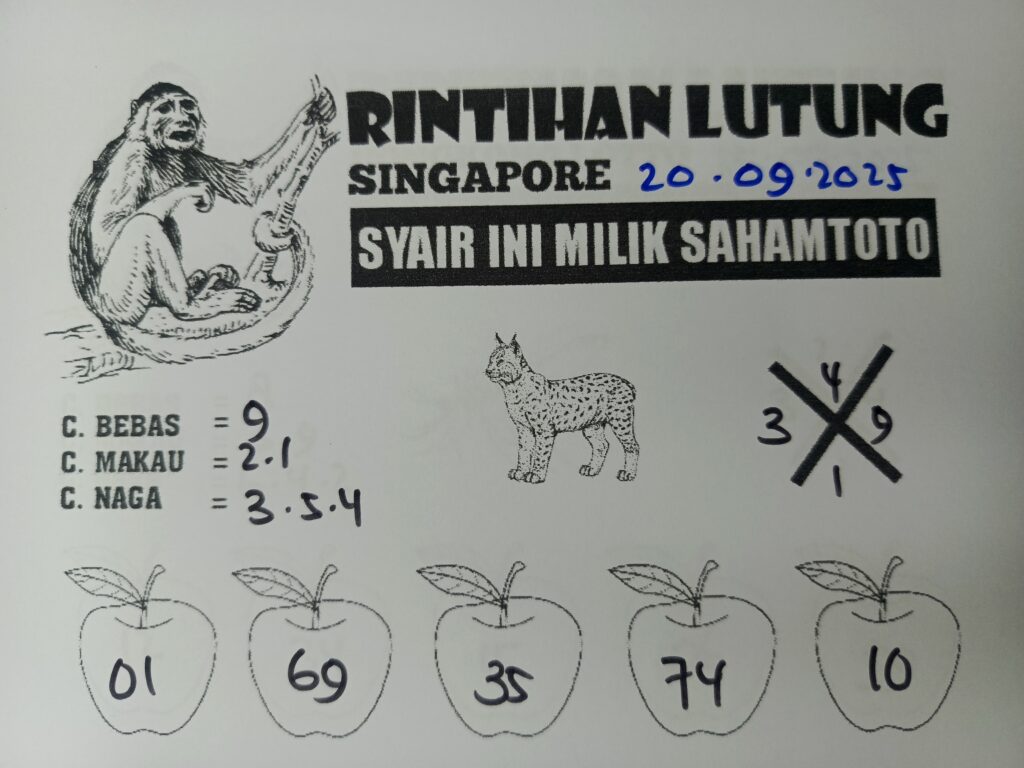 RINTIHAN LUTUNG
SINGAPORE 20.09.2025
SYAIR INI MILIK SAHAMTOTO
C. BEBAS = 9
C. MAKAU = 2.1
C. NAGA = 3.5.4
4
3 9
1
01 69 35 74 10